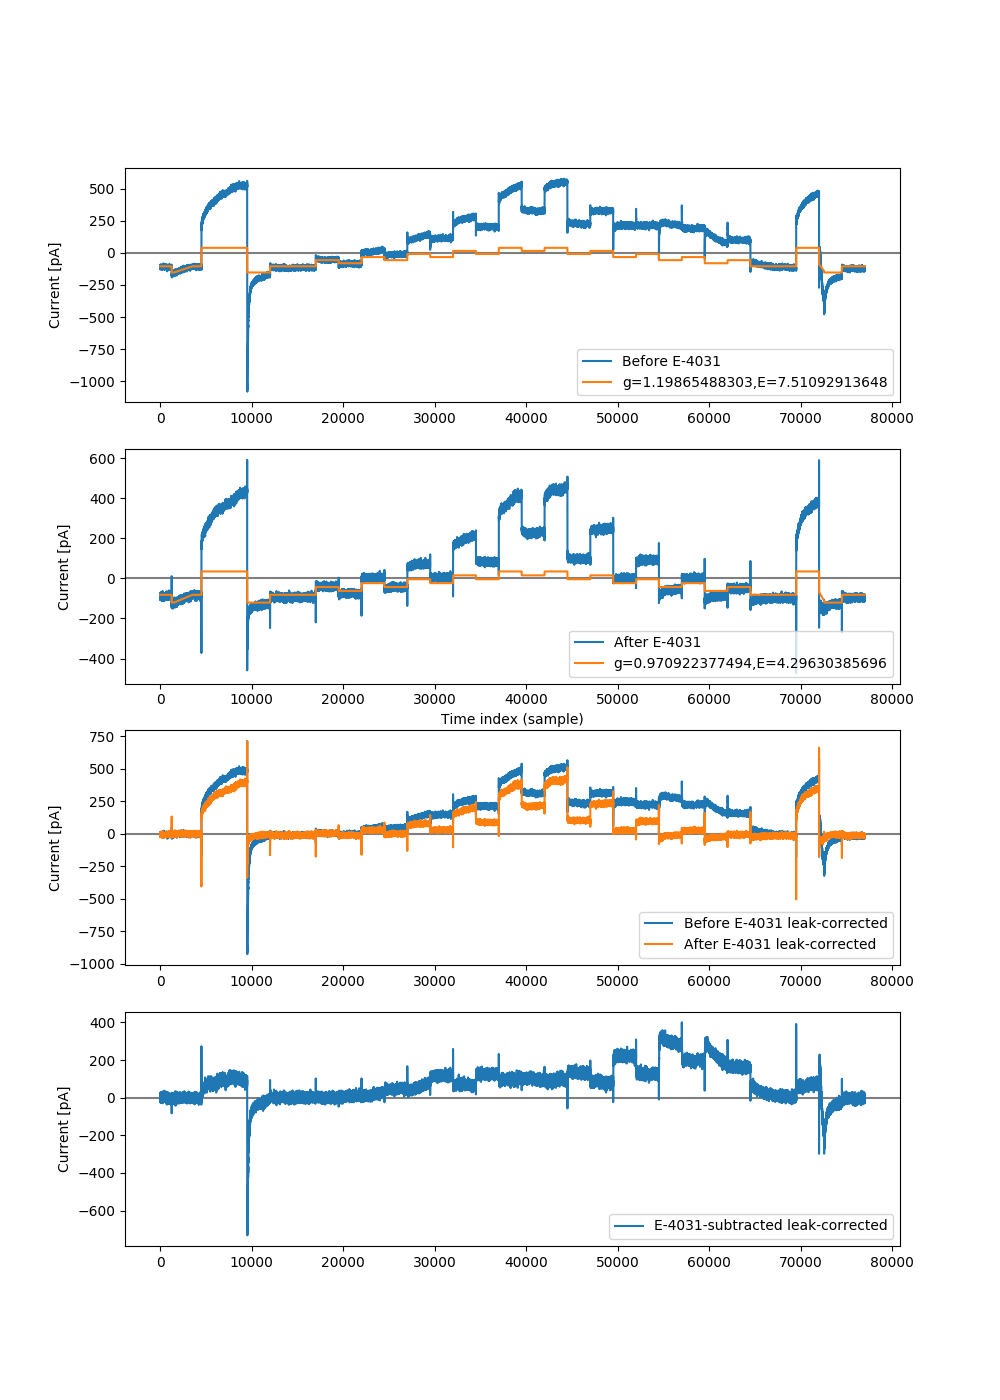 500
250
0
−250
−500
−750
−1000
Current [pA]
Before E-4031
g=1.19865488303,E=7.51092913648
0 10000 20000 30000 40000 50000 60000 70000 80000
600
400
200
0
−200
−400
Current [pA]
After E-4031
g=0.970922377494,E=4.29630385696
0 10000 20000 30000 40000 50000 60000 70000 80000
Time index (sample)
750
500
250
0
−250
−500
−750
−1000
Current [pA]
Before E-4031 leak-corrected
After E-4031 leak-corrected
0 10000 20000 30000 40000 50000 60000 70000 80000
400
200
0
−200
−400
−600
Current [pA]
E-4031-subtracted leak-corrected
0 10000 20000 30000 40000 50000 60000 70000 80000